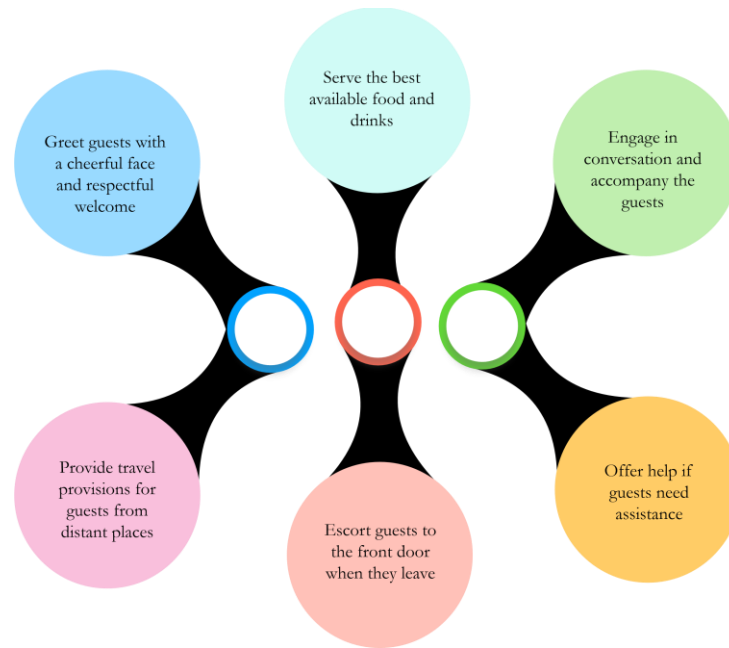 Serve the best
available food and
drinks
Greet guests with
a cheerful face
and respectful
welcome
Engage in
conversation and
accompany the
guests
Provide travel
provisions for
guests from
distant places
Escort guests to
the front door
when they leave
Offer help if
guests need
assistance